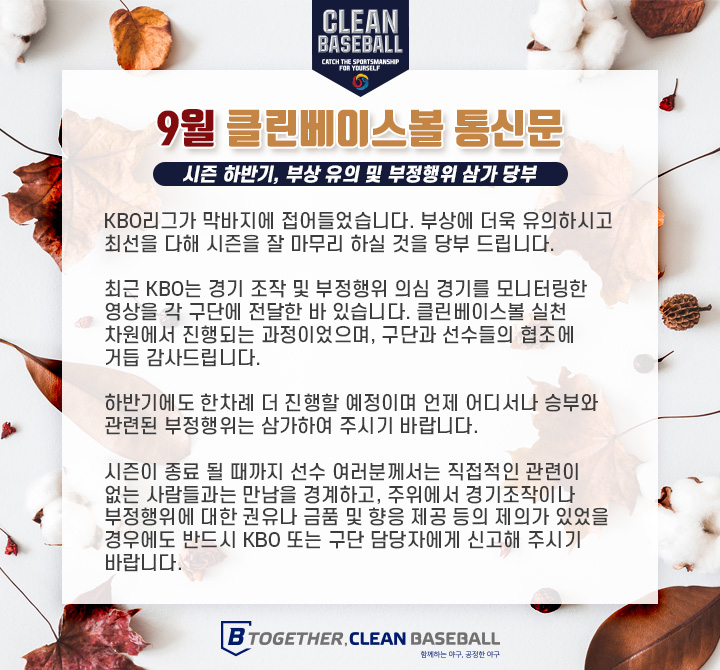 CLEAN
BASEBALL
CATCH THE SPORTSMANSHIP
FOR YOURSELF
9월 클린베이스볼 통신문
시즌 하반기, 부상 유의 및 부정행위 삼가 당부
KBO리그가 막바지에 접어들었습니다. 부상에 더욱 유의하시고
최선을 다해 시즌을 잘 마무리 하실 것을 당부 드립니다.
최근 KBO는 경기 조작 및 부정행위 의심 경기를 모니터링한
영상을 각 구단에 전달한 바 있습니다. 클린베이스볼 실천
차원에서 진행되는 과정이었으며, 구단과 선수들의 협조에
거듭 감사드립니다.
하반기에도 한차례 더 진행할 예정이며 언제 어디서나 승부와
관련된 부정행위는 삼가하여 주시기 바랍니다.
시즌이 종료 될 때까지 선수 여러분께서는 직접적인 관련이
없는 사람들과는 만남을 경계하고, 주위에서 경기조작이나
부정행위에 대한 권유나 금품 및 향응 제공 등의 제의가 있었을
경우에도 반드시 KBO 또는 구단 담당자에게 신고해 주시기
바랍니다.
B TOGETHER, CLEAN BASEBALL
함께하는 야구, 공정한 야구